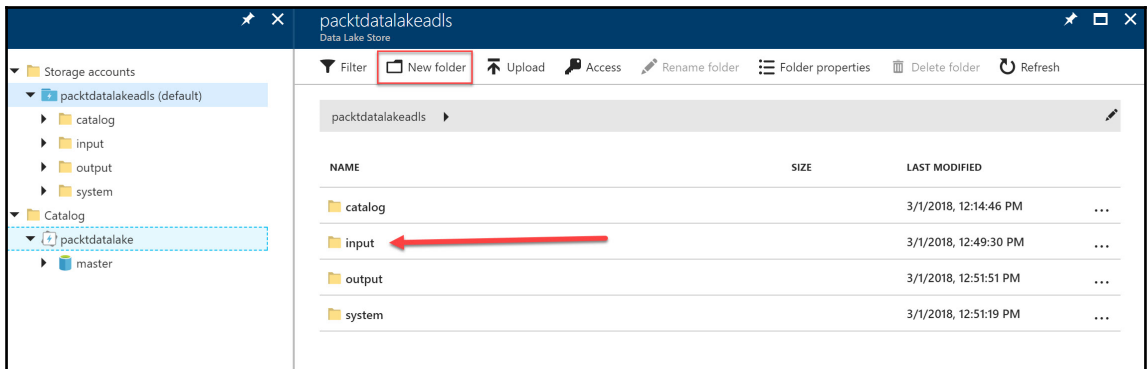 packtdatalakeadls
Data Lake Store
Filter New folder Upload Access Rename folder Folder properties Delete folder Refresh
Storage accounts
packtdatalakeadls (default)
catalog
input
output
system
Catalog
packtdatalake
master
packtdatalakeadls
NAME SIZE LAST MODIFIED
catalog 3/1/2018, 12:14:46 PM ...
input 3/1/2018, 12:49:30 PM ...
output 3/1/2018, 12:51:51 PM ...
system 3/1/2018, 12:51:19 PM ...